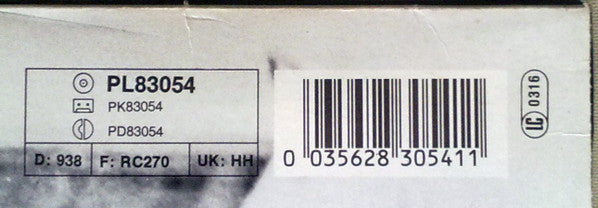 PL83054
PK83054
PD83054
D: 938 F: RC270 UK: HH
0 035628 305411
LC 0316